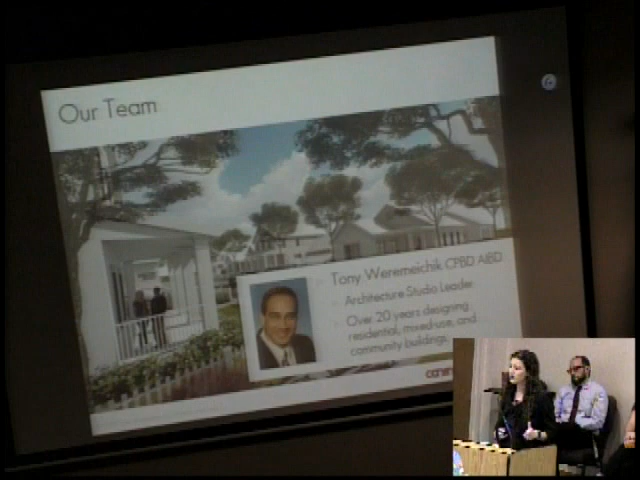 Our Team
Tony Weremeichik CPBD AIBD
Architecture Studio Leader
Over 20 years designing
residential, mixed-use, and
community buildings.